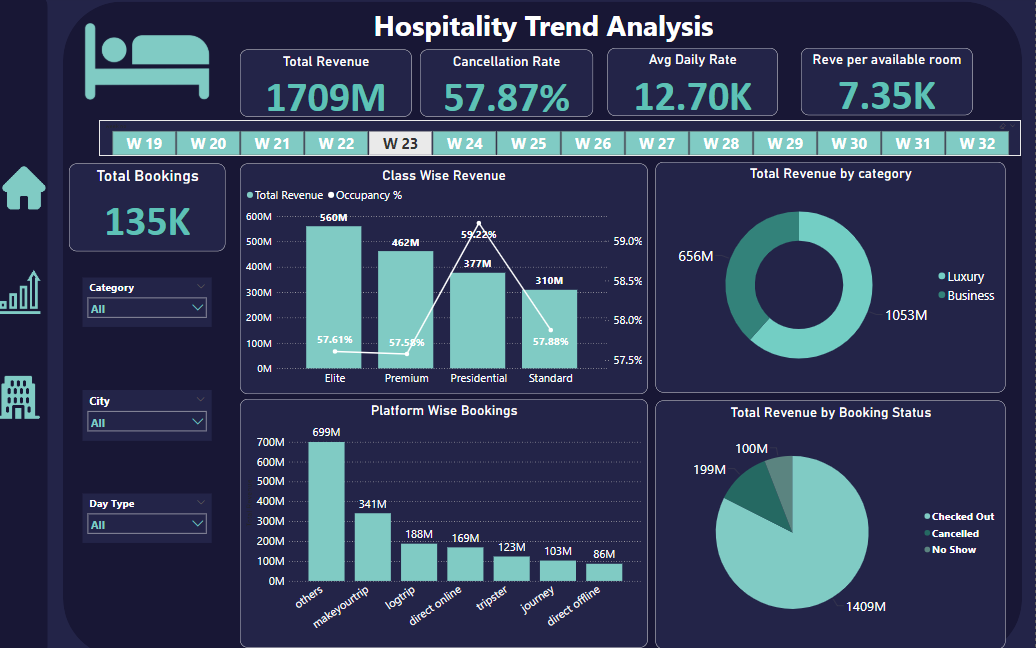 Hospitality Trend Analysis
Total Revenue
1709M
Cancellation Rate
57.87%
Avg Daily Rate
12.70K
Reve per available room
7.35K
W 19 W 20 W 21 W 22 W 23 W 24 W 25 W 26 W 27 W 28 W 29 W 30 W 31 W 32
Total Bookings
135K
Category
All
City
All
Day Type
All
Class Wise Revenue
Total Revenue Occupancy %
600M
500M
400M
300M
200M
100M
0M
560M
462M
377M
310M
57.61%
57.58%
59.22%
57.88%
59.0%
58.5%
58.0%
57.5%
Elite Premium Presidential Standard
Total Revenue by category
656M
1053M
Luxury
Business
Platform Wise Bookings
700M
600M
500M
400M
300M
200M
100M
0M
699M
341M
188M
169M
123M
103M
86M
others
makeyourtrip
logtrip
direct online
tripster
journey
direct offline
Total Revenue by Booking Status
100M
199M
1409M
Checked Out
Cancelled
No Show